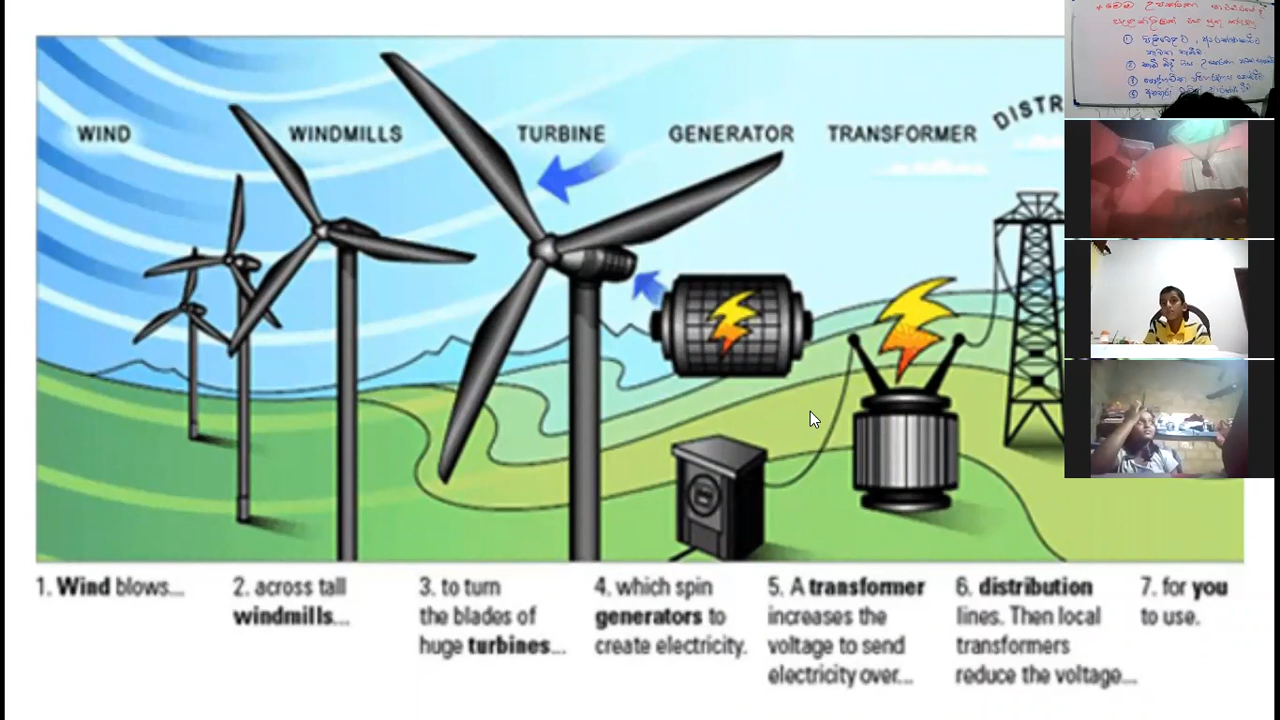 WIND
WINDMILLS
TURBINE
GENERATOR
TRANSFORMER
DISTR
1. Wind blows...
2. across tall
windmills...
3. to turn
the blades of
huge turbines...
4. which spin
generators to
create electricity.
5. A transformer
increases the
voltage to send
electricity over...
6. distribution
lines. Then local
transformers
reduce the voltage...
7. for you
to use.